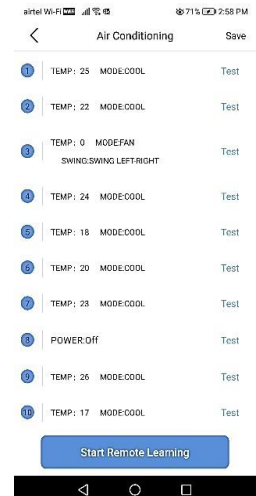 airtel Wi-Fi 71% 2:58 PM
Air Conditioning Save
1 TEMP: 25 MODE:COOL Test
2 TEMP: 22 MODE:COOL Test
3 TEMP: 0 MODE:FAN Test
SWING:SWING LEFT-RIGHT
4 TEMP: 24 MODE:COOL Test
5 TEMP: 18 MODE:COOL Test
6 TEMP: 20 MODE:COOL Test
7 TEMP: 23 MODE:COOL Test
8 POWER:Off Test
9 TEMP: 26 MODE:COOL Test
10 TEMP: 17 MODE:COOL Test
Start Remote Learning